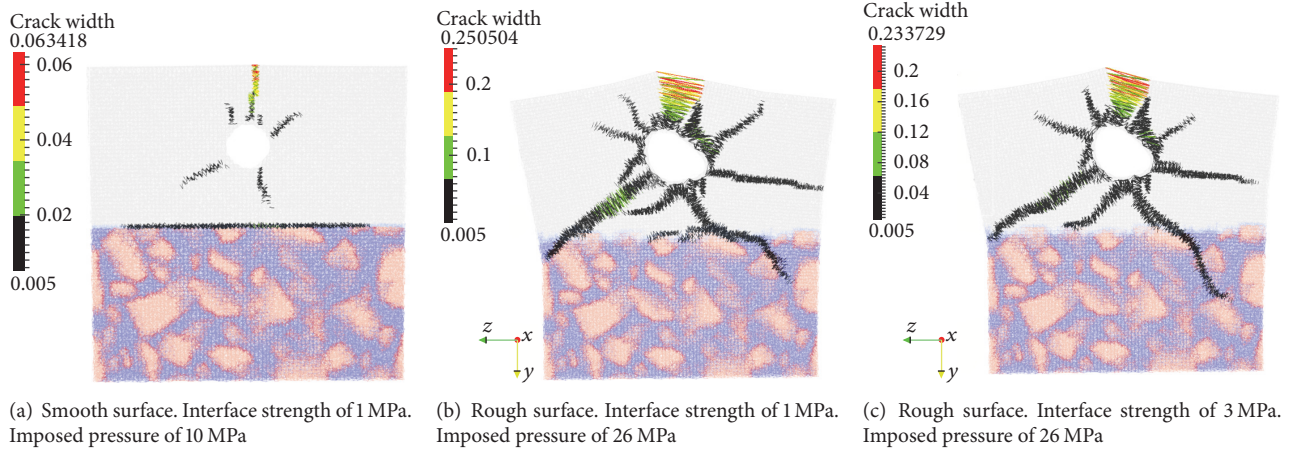 Crack width
0.063418
0.06
0.04
0.02
0.005
Crack width
0.250504
0.2
0.1
0.005
z
x
y
Crack width
0.233729
0.2
0.16
0.12
0.08
0.04
0.005
z
x
y
(a) Smooth surface. Interface strength of 1 MPa.
Imposed pressure of 10 MPa
(b) Rough surface. Interface strength of 1 MPa.
Imposed pressure of 26 MPa
(c) Rough surface. Interface strength of 3 MPa.
Imposed pressure of 26 MPa